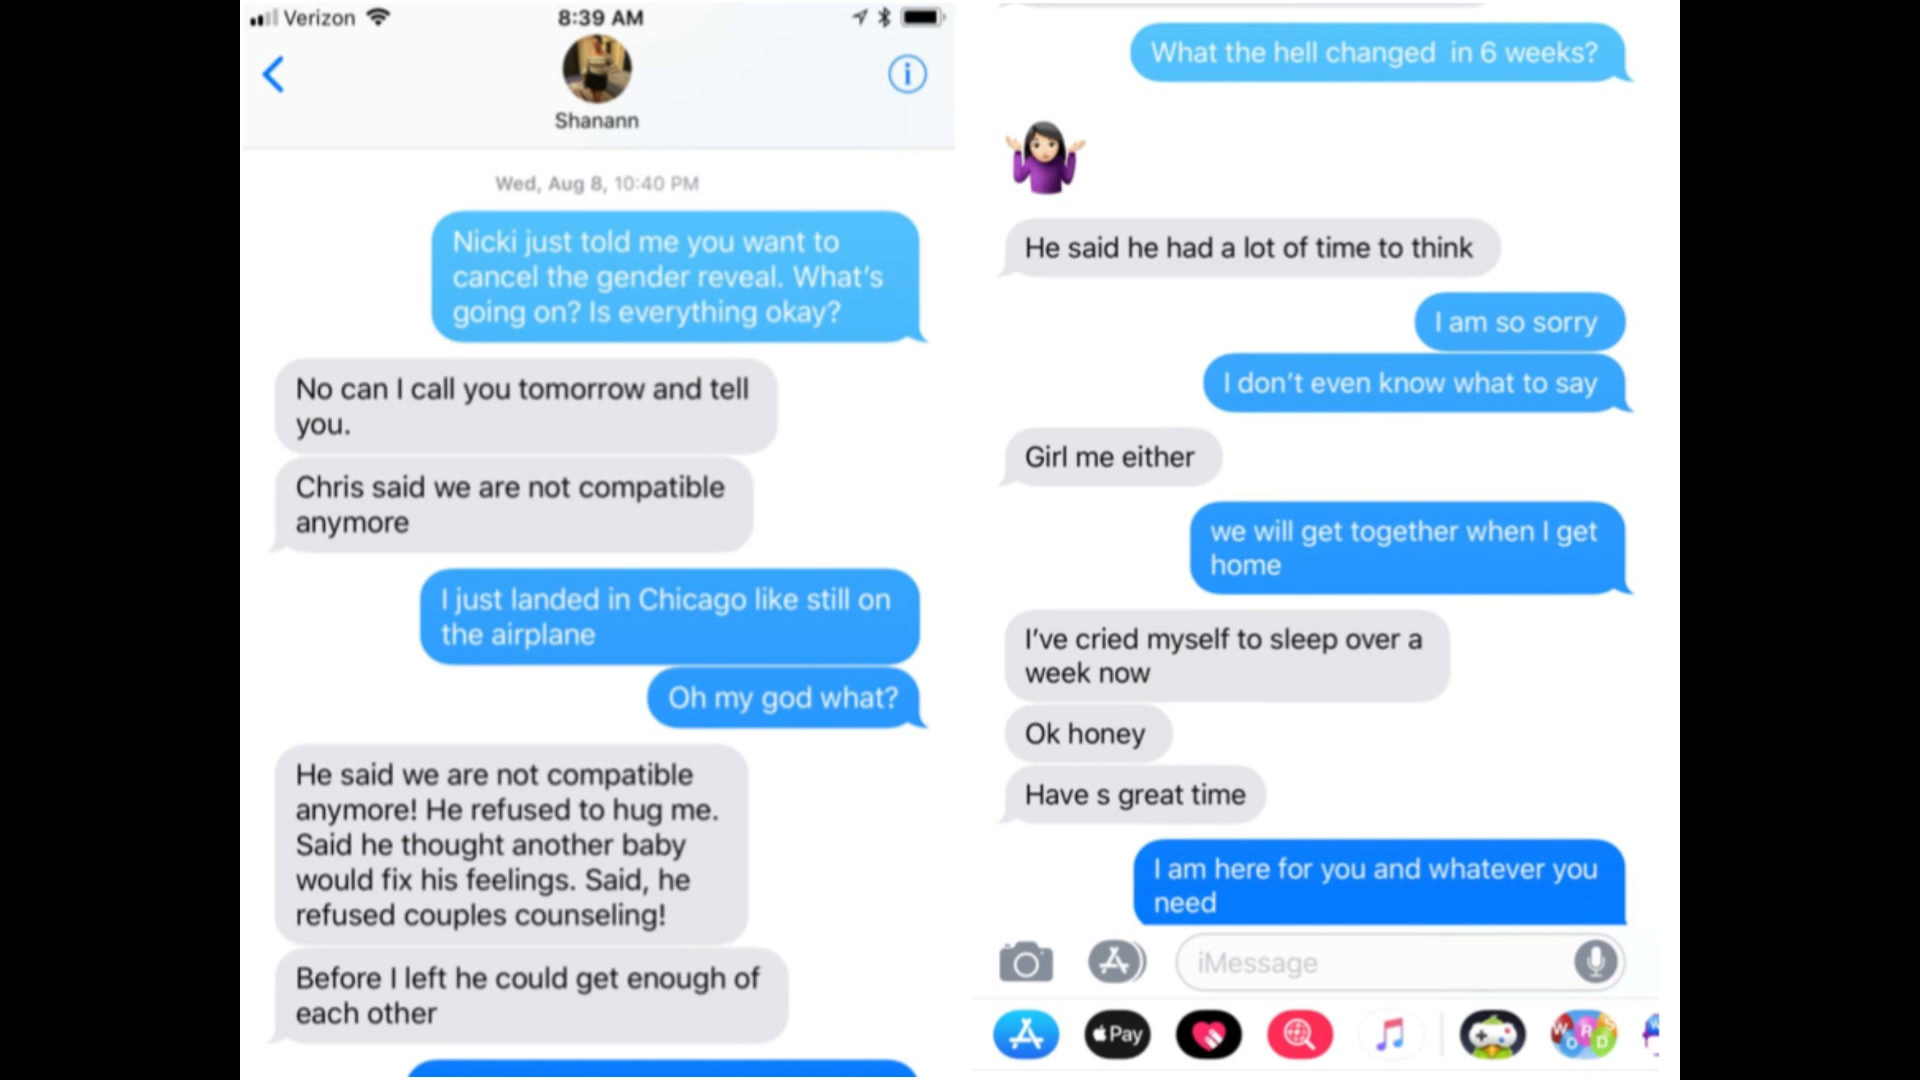 Verizon
8:39 AM
Shanann
Wed, Aug 8, 10:40 PM
Nicki just told me you want to
cancel the gender reveal. What's
going on? Is everything okay?
No can I call you tomorrow and tell
you.
Chris said we are not compatible
anymore
I just landed in Chicago like still on
the airplane
Oh my god what?
He said we are not compatible
anymore! He refused to hug me.
Said he thought another baby
would fix his feelings. Said, he
refused couples counseling!
Before I left he could get enough of
each other
What the hell changed in 6 weeks?
He said he had a lot of time to think
I am so sorry
I don't even know what to say
Girl me either
we will get together when I get
home
I've cried myself to sleep over a
week now
Ok honey
Have s great time
I am here for you and whatever you
need
iMessage
Pay
WORDS